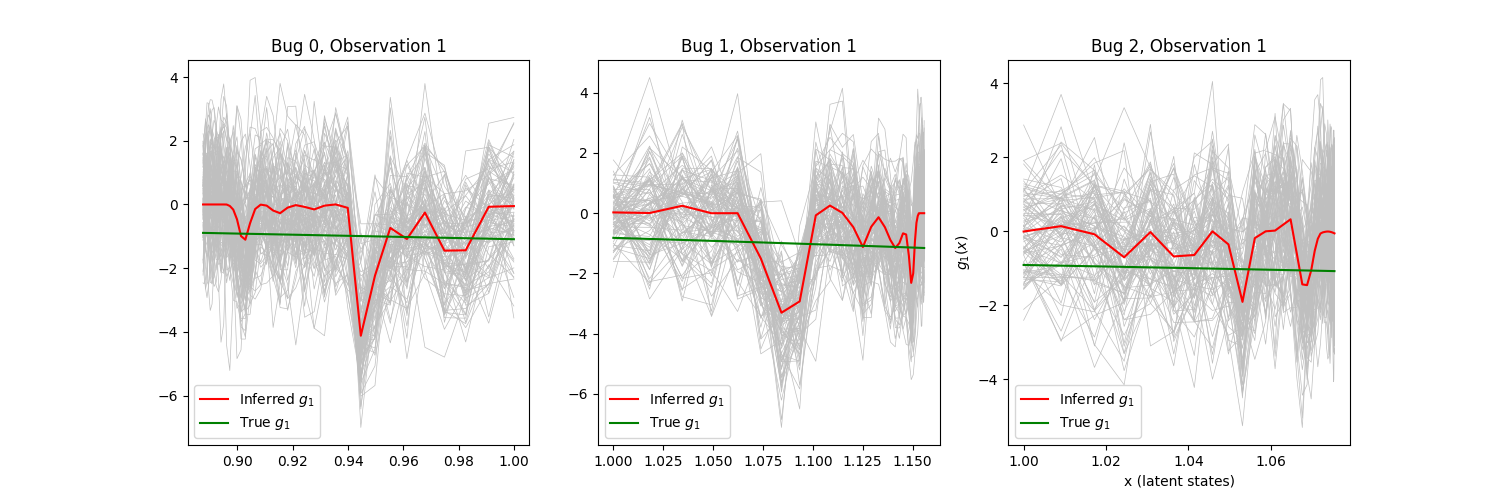 Bug 0, Observation 1
4
2
0
−2
−4
−6
Inferred g₁
True g₁
0.90 0.92 0.94 0.96 0.98 1.00
Bug 1, Observation 1
4
2
0
−2
−4
−6
Inferred g₁
True g₁
1.000 1.025 1.050 1.075 1.100 1.125 1.150
Bug 2, Observation 1
g₁(x)
4
2
0
−2
−4
Inferred g₁
True g₁
1.00 1.02 1.04 1.06
x (latent states)